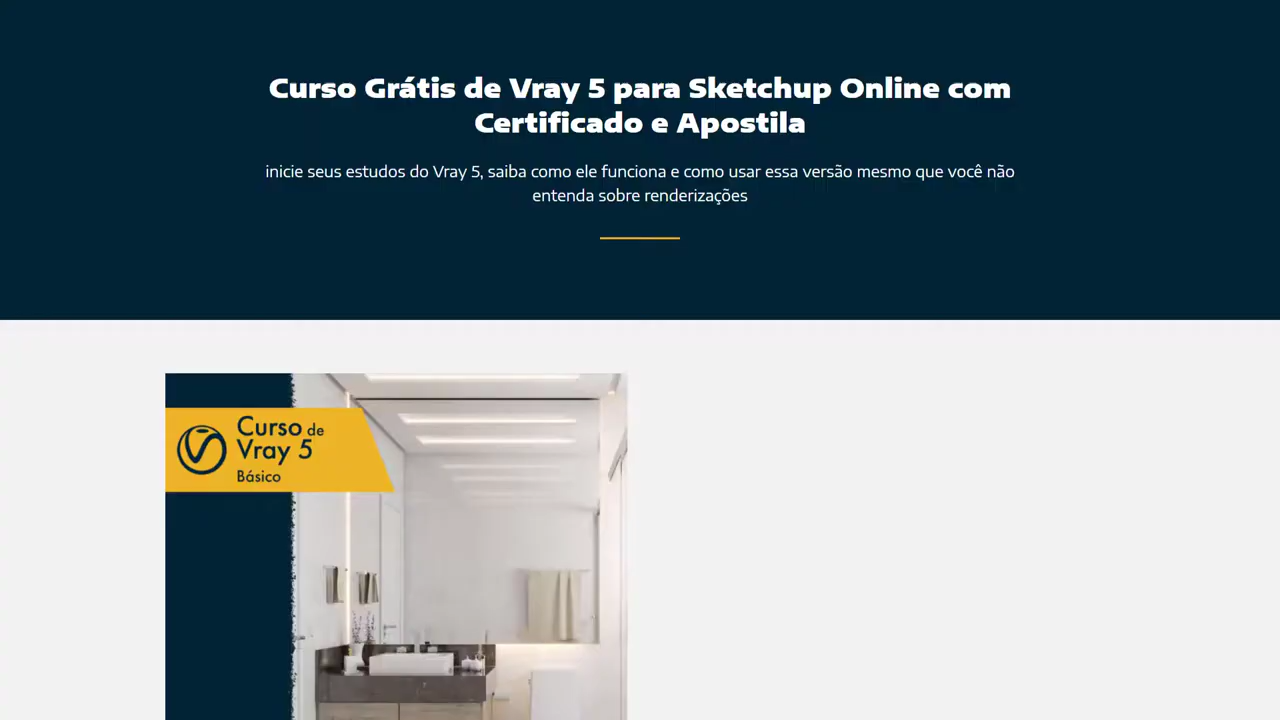 Curso Grátis de Vray 5 para Sketchup Online com
Certificado e Apostila
inicie seus estudos do Vray 5, saiba como ele funciona e como usar essa versão mesmo que você não
entenda sobre renderizações
Curso de
Vray 5
Básico